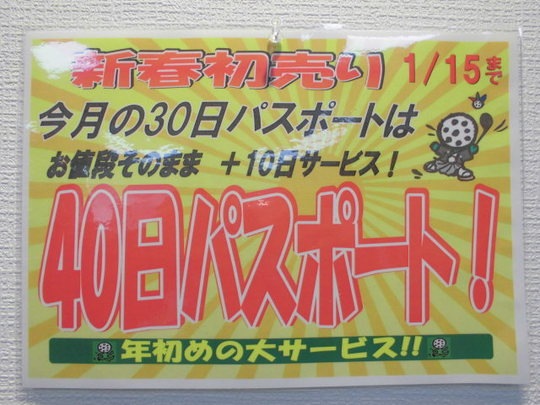 新春初売り 1/15まで
今月の30日パスポートは
お値段そのまま +10日サービス!
40日パスポート!
年初めの大サービス!!